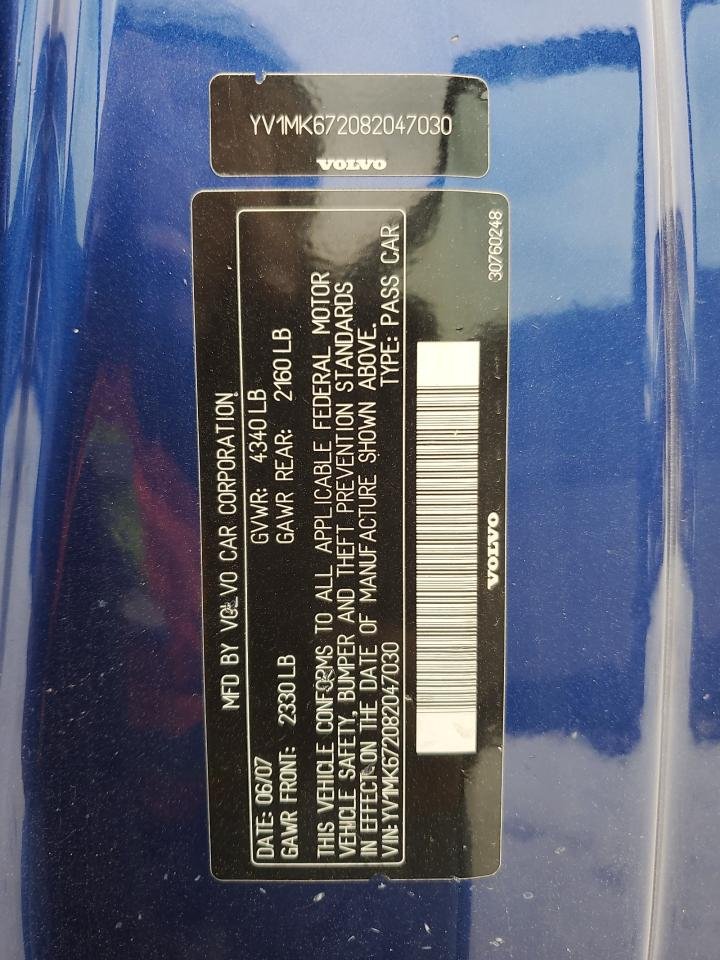 YV1MK672082047030
VOLVO
MFD BY VOLVO CAR CORPORATION
DATE: 06/07 GVWR: 4340 LB
GAWR FRONT: 2330 LB GAWR REAR: 2160 LB
THIS VEHICLE CONFORMS TO ALL APPLICABLE FEDERAL MOTOR
VEHICLE SAFETY, BUMPER AND THEFT PREVENTION STANDARDS
IN EFFECT ON THE DATE OF MANUFACTURE SHOWN ABOVE.
VIN: YV1MK672082047030 TYPE: PASS CAR
VOLVO
30760248